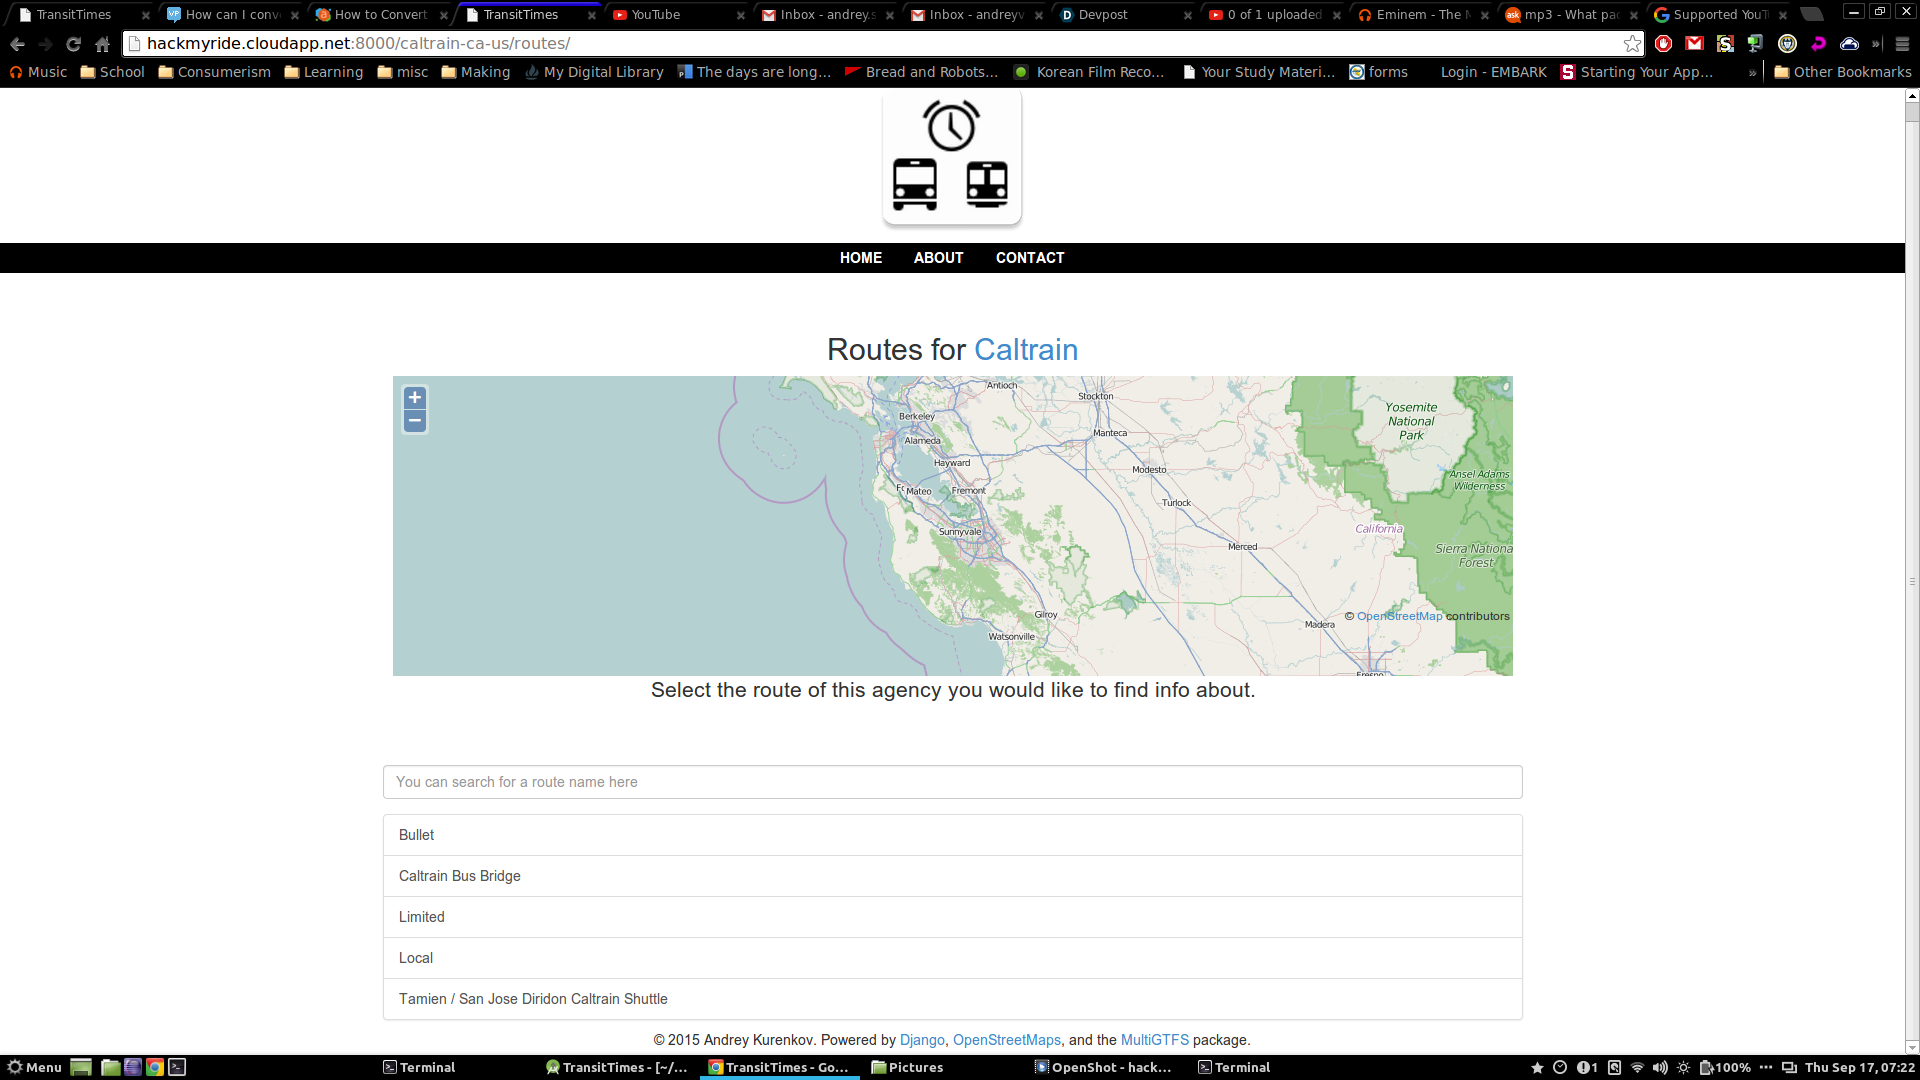 TransitTimes How can I conv How to Convert TransitTimes YouTube Inbox - andrey.s Inbox - andreyv Devpost 0 of 1 uploaded Eminem - The M mp3 - What pac Supported YouT
hackmyride.cloudapp.net:8000/caltrain-ca-us/routes/
Music School Consumerism Learning misc Making My Digital Library The days are long... Bread and Robots... Korean Film Reco... Your Study Materi... forms Login - EMBARK Starting Your App... » Other Bookmarks
HOME ABOUT CONTACT
Routes for Caltrain
+
−
Antioch
Stockton
Berkeley
Alameda
Manteca
Hayward
Modesto
Mateo
Fremont
Turlock
Sunnyvale
Merced
Gilroy
Watsonville
Madera
Fresno
Yosemite
National
Park
Ansel Adams
Wilderness
California
Sierra Nationa
Forest
© OpenStreetMap contributors
Select the route of this agency you would like to find info about.
You can search for a route name here
Bullet
Caltrain Bus Bridge
Limited
Local
Tamien / San Jose Diridon Caltrain Shuttle
© 2015 Andrey Kurenkov. Powered by Django, OpenStreetMaps, and the MultiGTFS package.
Menu Terminal TransitTimes - [~/... TransitTimes - Go... Pictures OpenShot - hack... Terminal 1 100% Thu Sep 17, 07:22